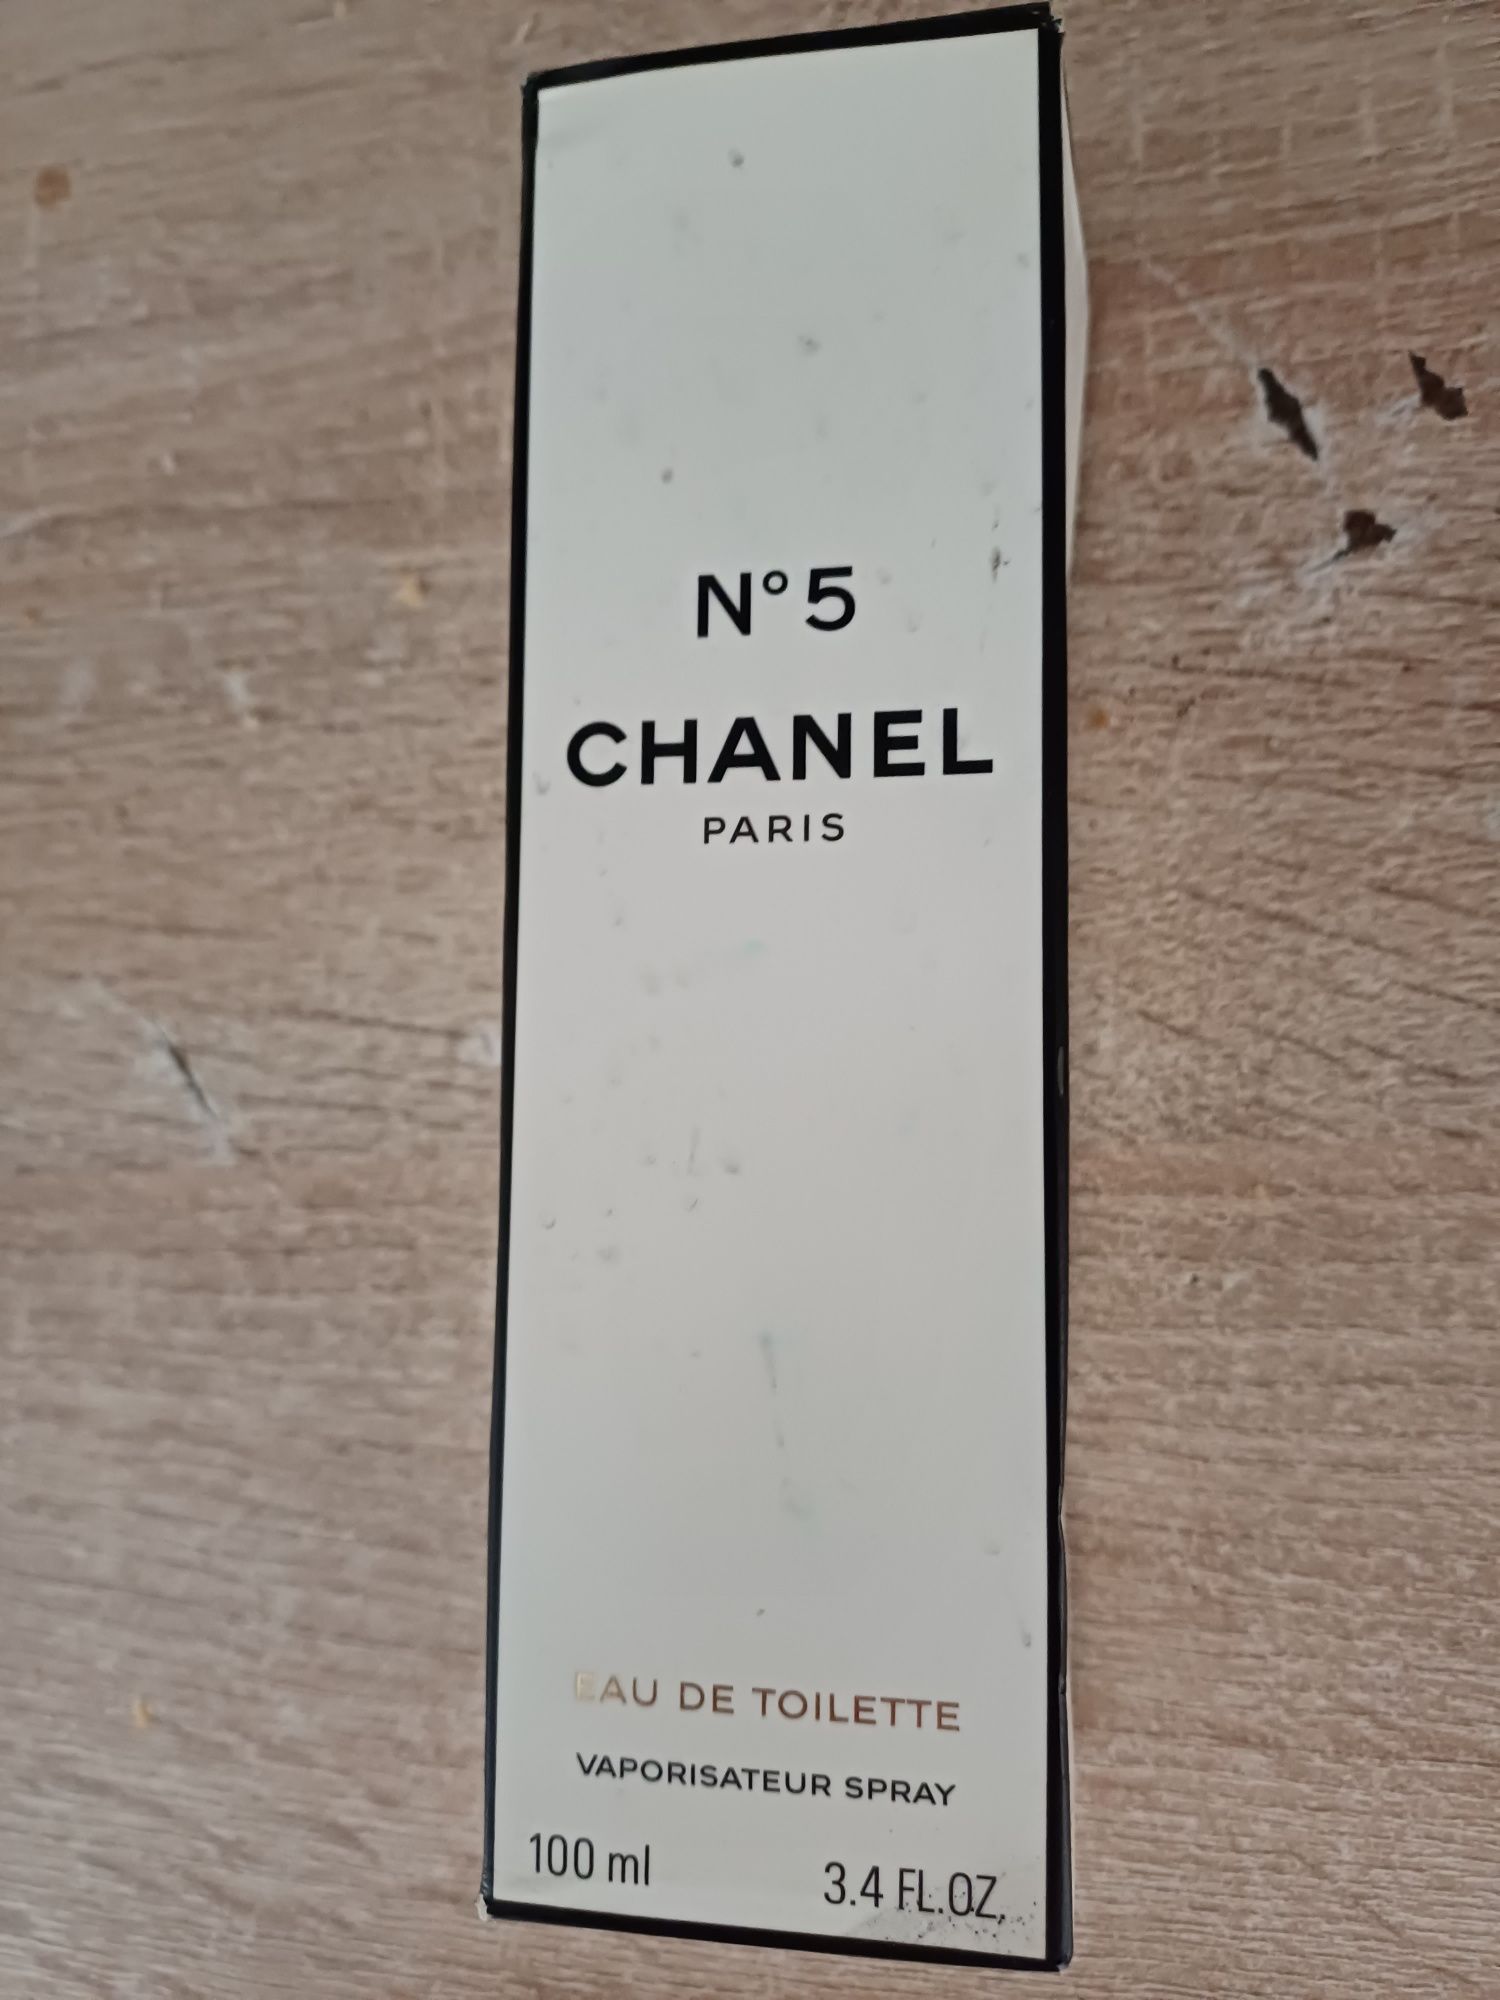 N°5
CHANEL
PARIS
EAU DE TOILETTE
VAPORISATEUR SPRAY
100 ml 3.4 FL.OZ.